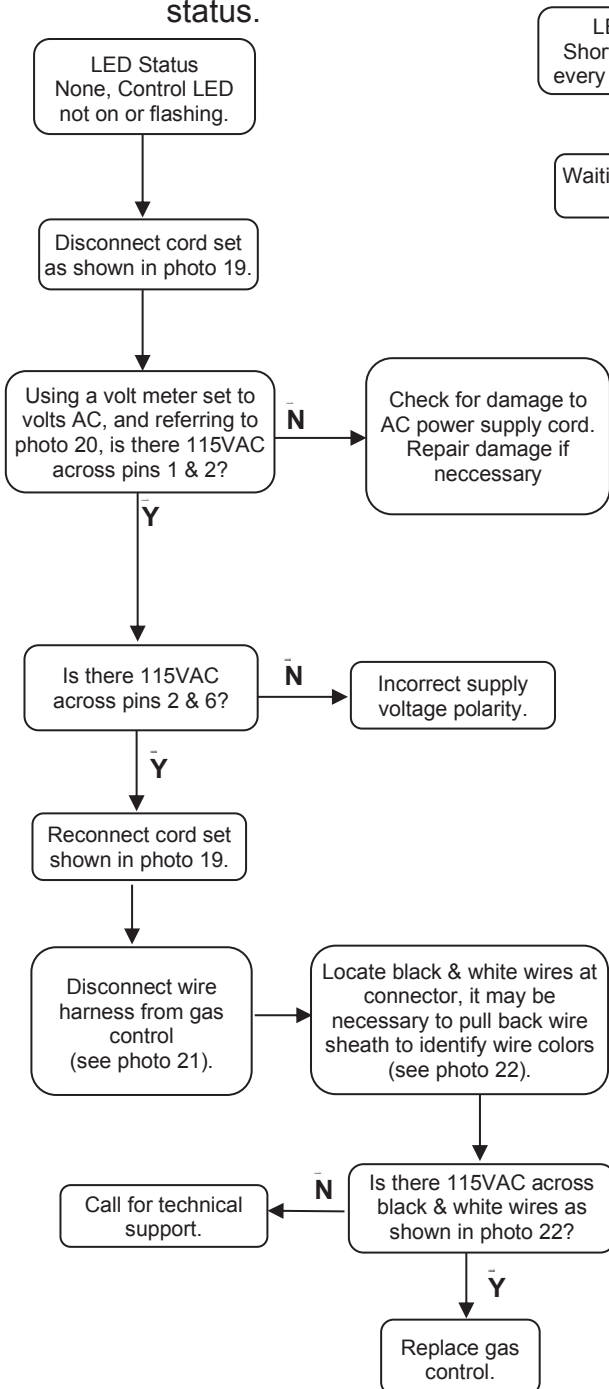 status.
LED Status
None, Control LED
not on or flashing.
Disconnect cord set
as shown in photo 19.
Using a volt meter set to
volts AC, and referring to
photo 20, is there 115VAC
across pins 1 & 2?
N
Check for damage to
AC power supply cord.
Repair damage if
neccessary
Y
Is there 115VAC
across pins 2 & 6?
N
Incorrect supply
voltage polarity.
Y
Reconnect cord set
shown in photo 19.
Disconnect wire
harness from gas
control
(see photo 21).
Locate black & white wires at
connector, it may be
necessary to pull back wire
sheath to identify wire colors
(see photo 22).
Is there 115VAC across
black & white wires as
shown in photo 22?
N
Call for technical
support.
Y
Replace gas
control.
every